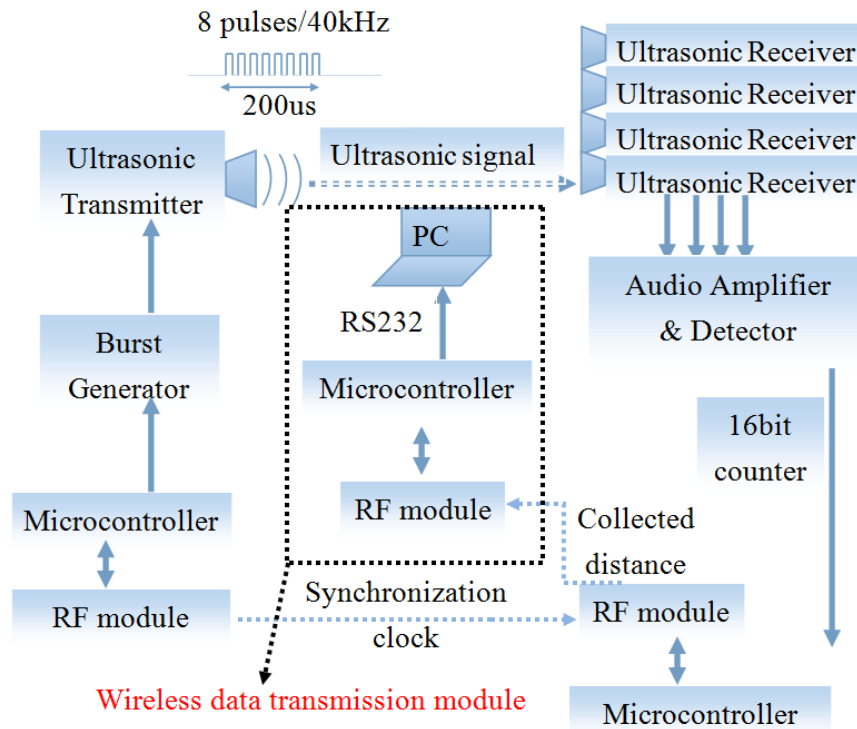 8 pulses/40kHz
200us
Ultrasonic
Transmitter
Ultrasonic signal
Ultrasonic Receiver
Ultrasonic Receiver
Ultrasonic Receiver
Ultrasonic Receiver
PC
RS232
Audio Amplifier
& Detector
Burst
Generator
Microcontroller
16bit
counter
Microcontroller
RF module
Collected
distance
RF module
Synchronization
clock
RF module
Wireless data transmission module
Microcontroller